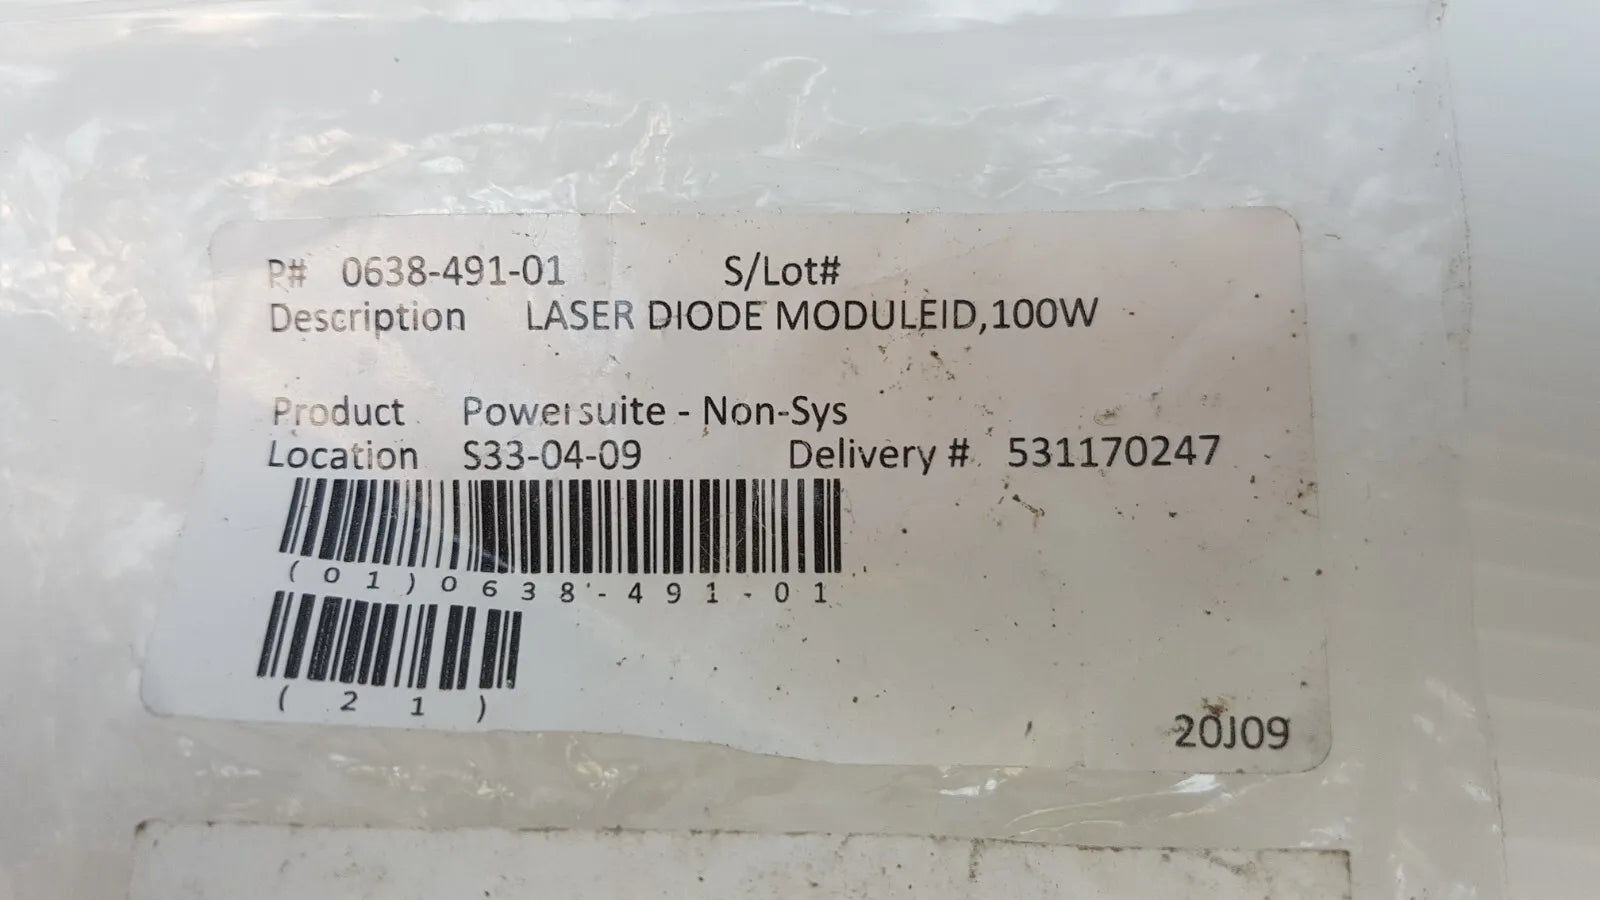 P# 0638-491-01 S/Lot#
Description LASER DIODE MODULEID,100W
Product Powersuite - Non-Sys
Location S33-04-09 Delivery # 531170247
(01)0638-491-01
(21)
20J09